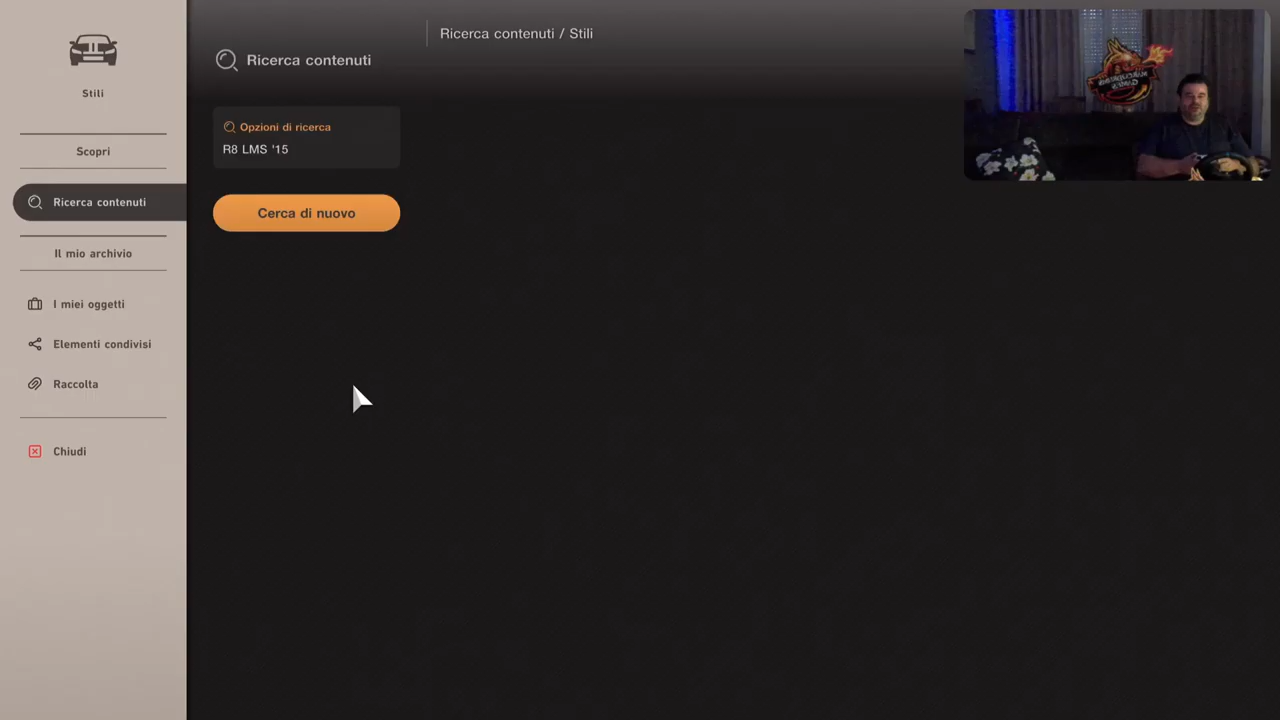 Stili
Scopri
Ricerca contenuti
Il mio archivio
I miei oggetti
Elementi condivisi
Raccolta
Chiudi
Ricerca contenuti
Ricerca contenuti / Stili
Opzioni di ricerca
R8 LMS '15
Cerca di nuovo